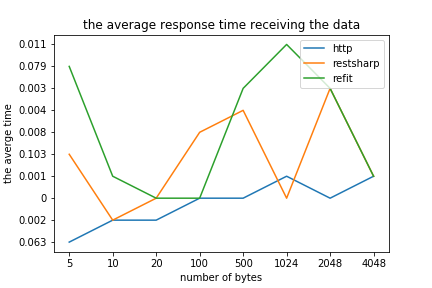 the average response time receiving the data
http
restsharp
refit
the averge time
0.011
0.079
0.003
0.004
0.008
0.103
0.001
0
0.002
0.063
5 10 20 100 500 1024 2048 4048
number of bytes